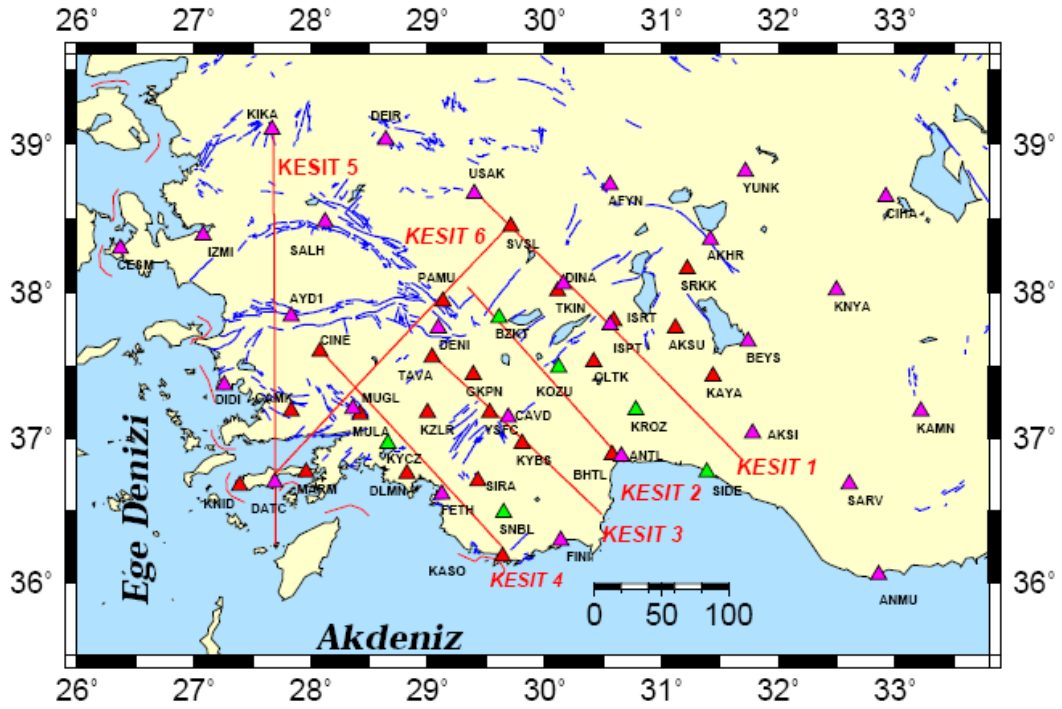 26° 27° 28° 29° 30° 31° 32° 33°
KIKA
DEIR
39° 39°
KESIT 5
USAK
AFYN
YUNK
CIHA
SALH
IZMI
CESM
KESIT 6
SVSL
AKHR
PAMU
DINA
SRKK
38° 38°
AYD1
TKIN
KNYA
BZKT
ISRT
CINE
DENI
ISPT
AKSU
BEYS
TAVA
GKPN
KOZU
OLTK
KAYA
DIDI
CAMK
MUGL
MULA
KZLR
YSFC
CAVD
KROZ
KAMN
37° 37°
KYCZ
KYBS
ANTL
AKSI
KESIT 1
BHTL
KNID
DATC
MARM
DLMN
FETH
SIRA
SIDE
SARV
KESIT 2
SNBL
FINI
KESIT 3
KASO
KESIT 4
36° 36°
ANMU
0 50 100
Ege Denizi
Akdeniz
26° 27° 28° 29° 30° 31° 32° 33°